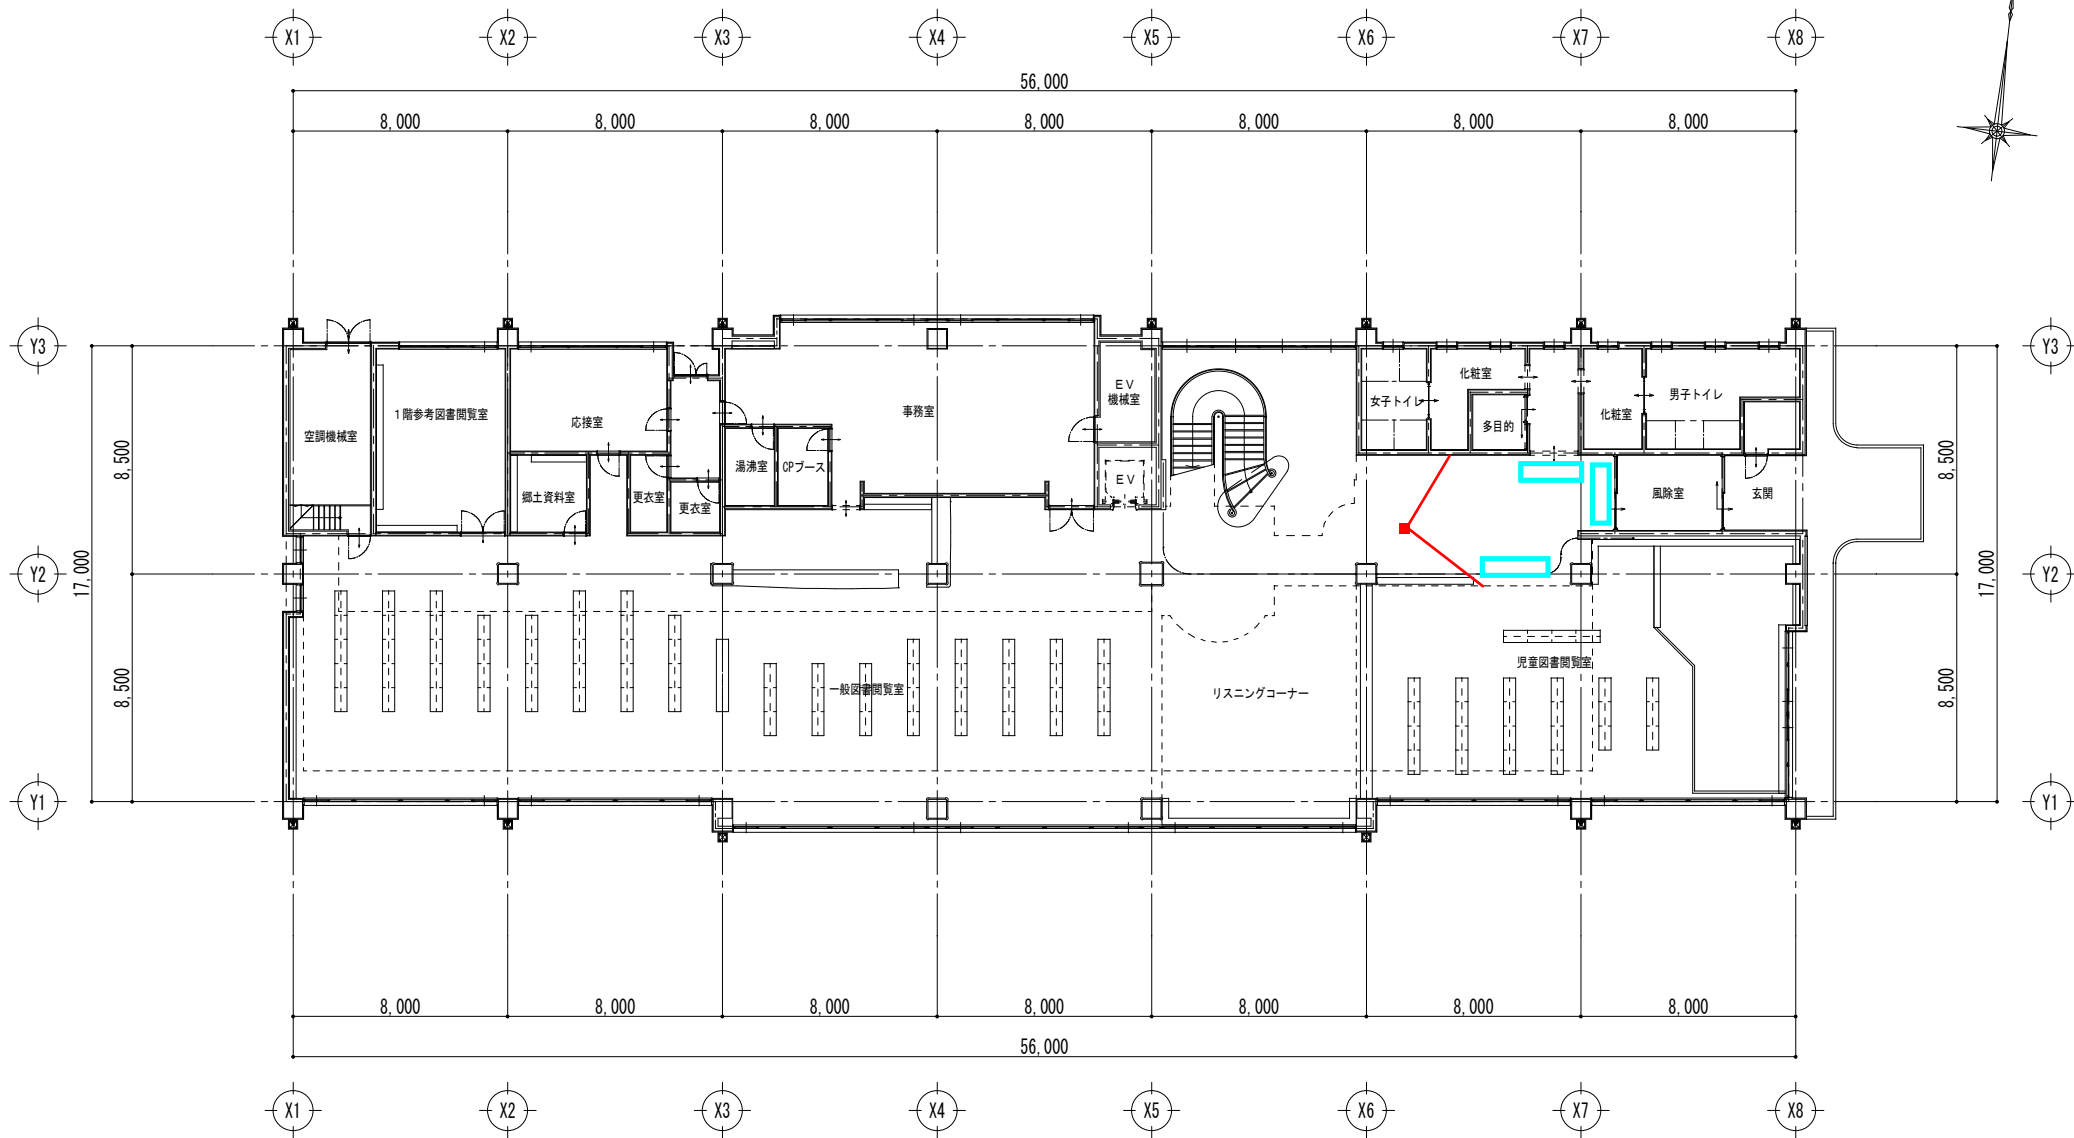 X1 X2 X3 X4 X5 X6 X7 X8
56,000
8,000 8,000 8,000 8,000 8,000 8,000 8,000
Y3 Y3
空調機械室
1階参考図書閲覧室
応接室
郷土資料室
更衣室
更衣室
湯沸室
CPブース
事務室
EV
機械室
EV
女子トイレ
化粧室
多目的
化粧室
男子トイレ
風除室
玄関
8,500 8,500
17,000 17,000
Y2 Y2
8,500 8,500
一般図書閲覧室
リスニングコーナー
児童図書閲覧室
Y1 Y1
8,000 8,000 8,000 8,000 8,000 8,000 8,000
56,000
X1 X2 X3 X4 X5 X6 X7 X8